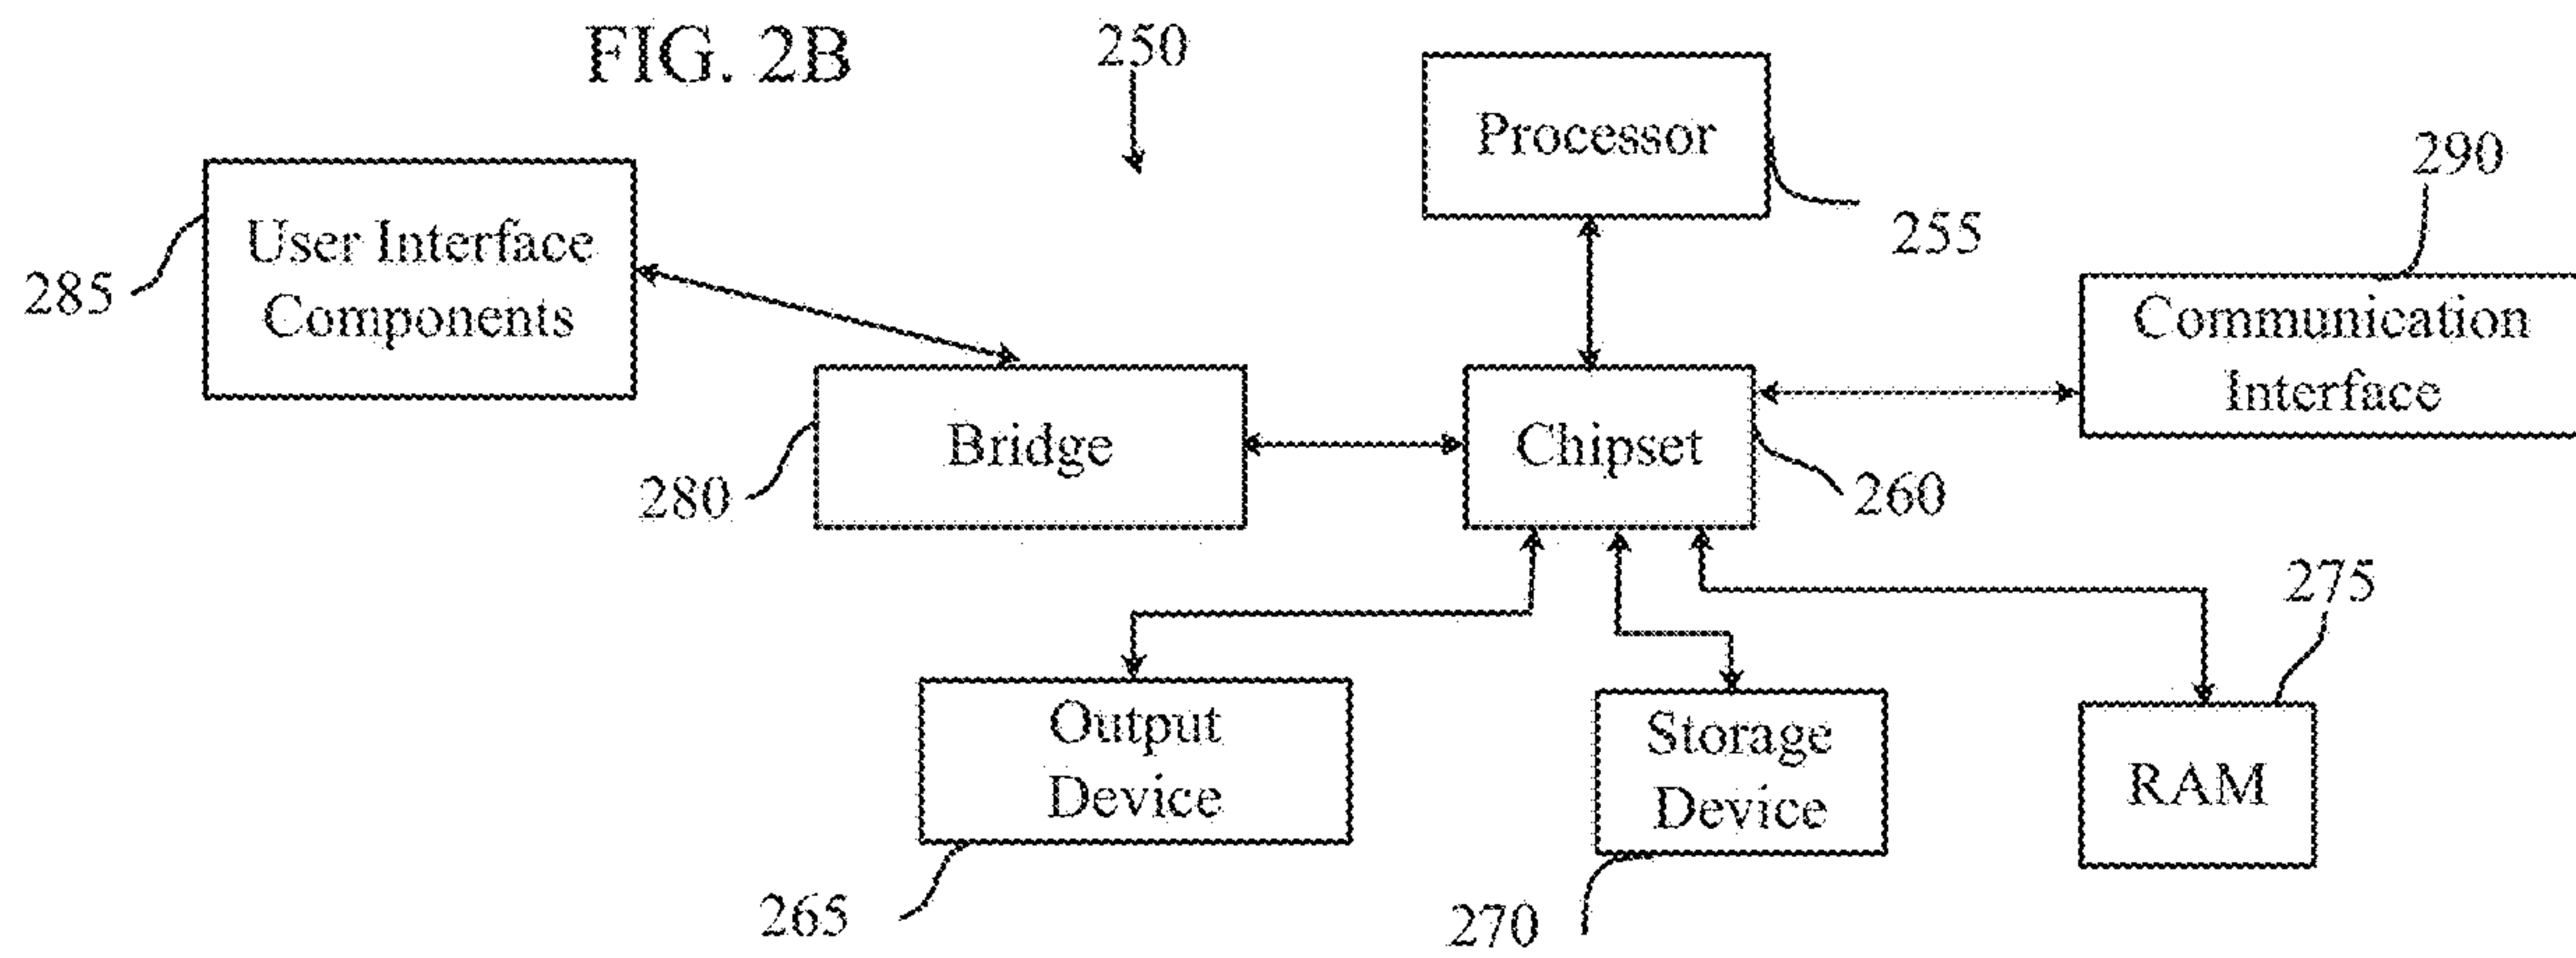 FIG. 2B
250
Processor
290
255
User Interface
Components
285
Communication
Interface
Bridge
Chipset
280
260
275
Output
Device
Storage
Device
RAM
265
270